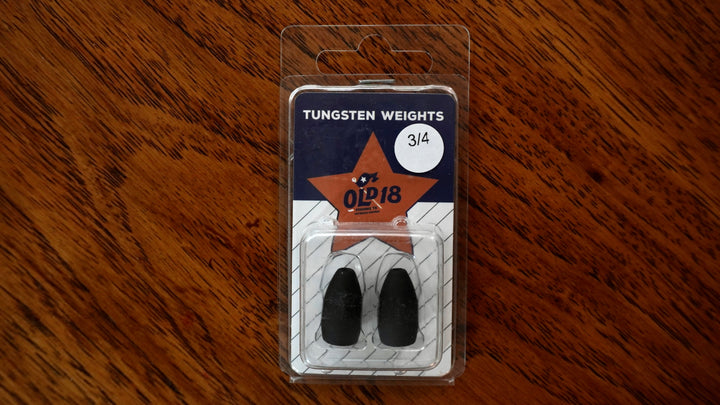 TUNGSTEN WEIGHTS
3/4
OLD 18